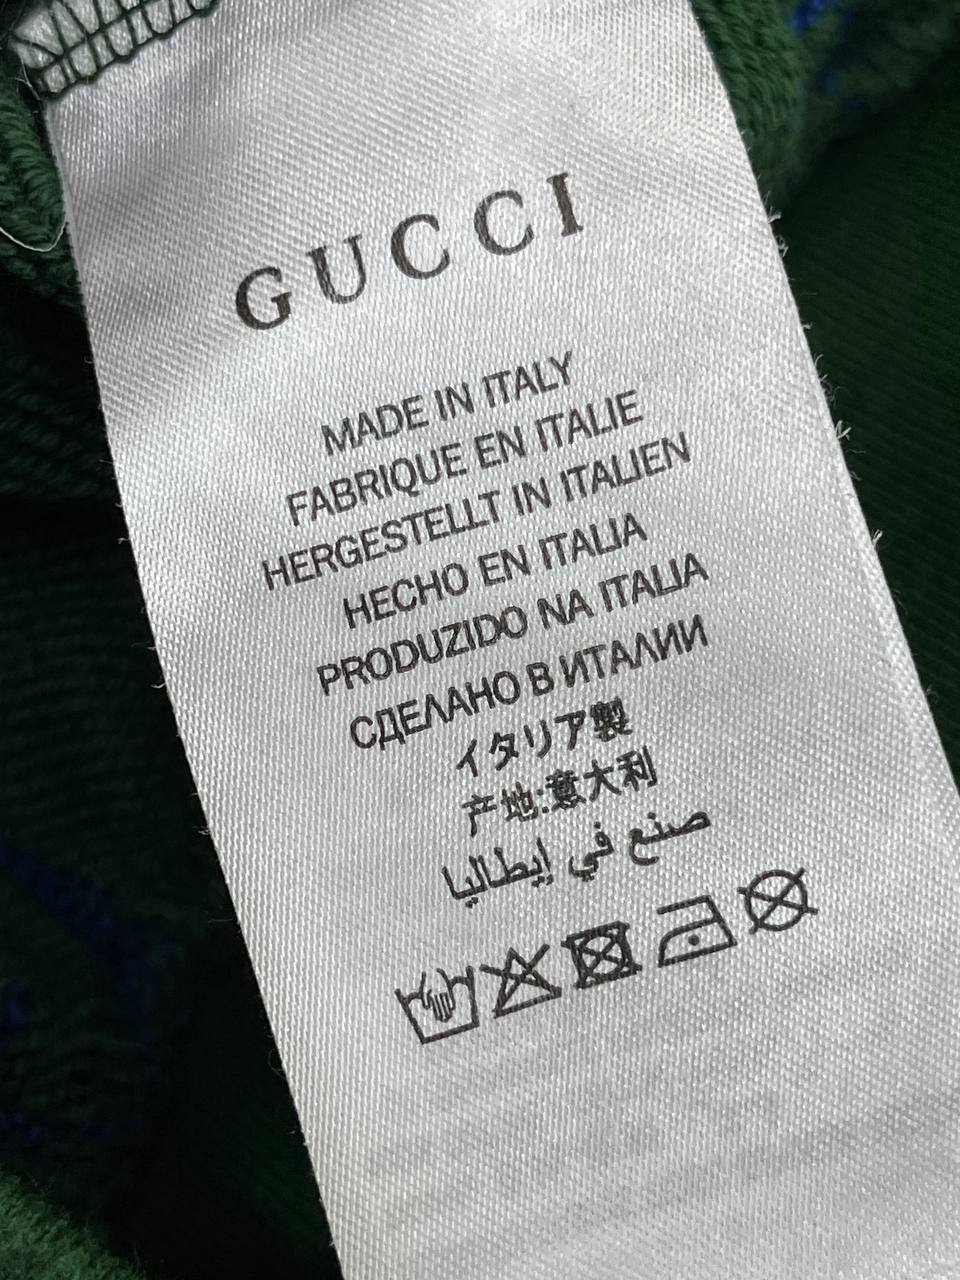 GUCCI
MADE IN ITALY
FABRIQUE EN ITALIE
HERGESTELLT IN ITALIEN
HECHO EN ITALIA
PRODUZIDO NA ITALIA
СДЕЛАНО В ИТАЛИИ
イタリア製
产地:意大利
صنع في إيطاليا